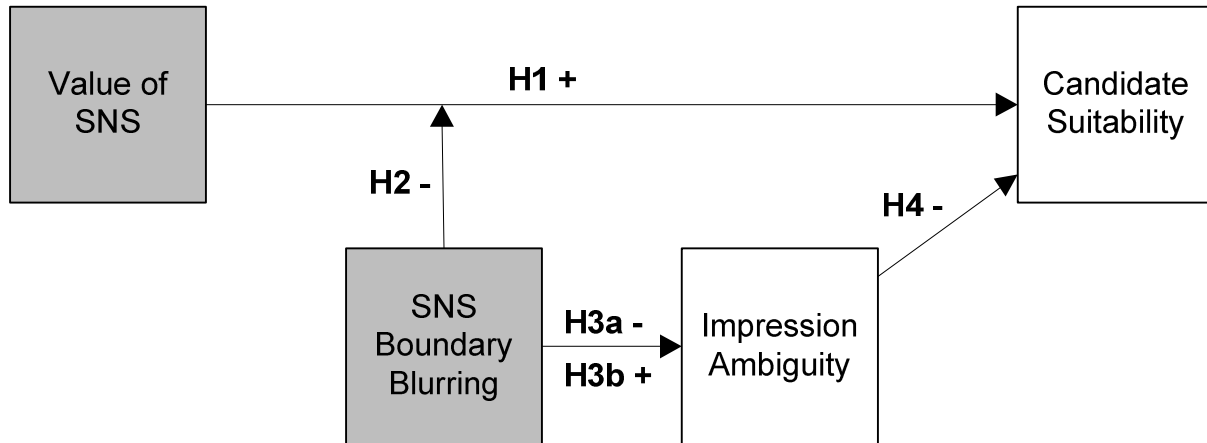 Value of
SNS
H1 +
Candidate
Suitability
H2 -
H4 -
SNS
Boundary
Blurring
H3a -
H3b +
Impression
Ambiguity